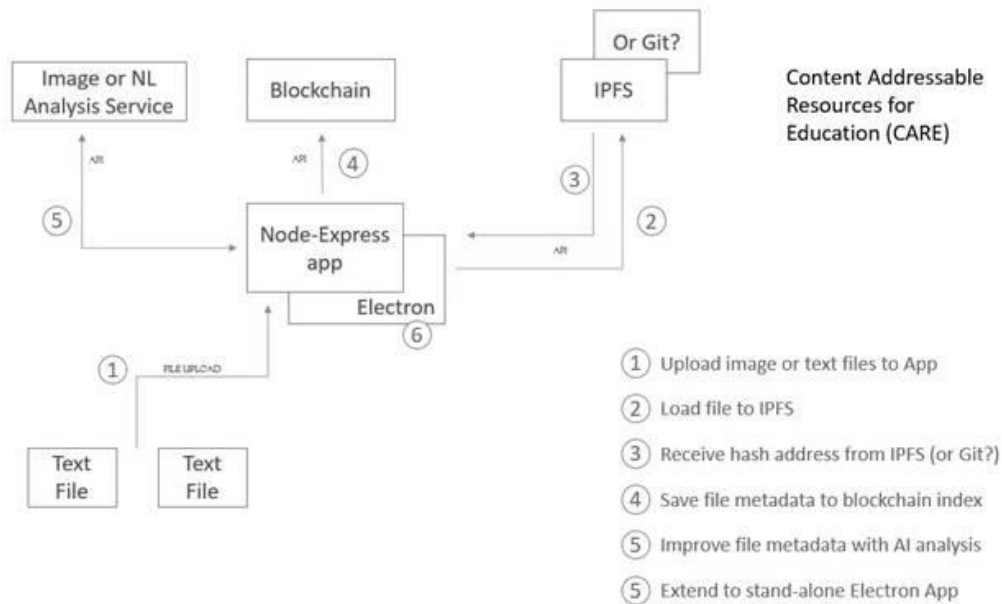 Or Git?
Image or NL
Analysis Service
Blockchain
IPFS
Content Addressable
Resources for
Education (CARE)
API
API
4
3
5
2
Node-Express
app
API
Electron
6
1
FILE UPLOAD
Text
File
Text
File
1 Upload image or text files to App
2 Load file to IPFS
3 Receive hash address from IPFS (or Git?)
4 Save file metadata to blockchain index
5 Improve file metadata with AI analysis
5 Extend to stand-alone Electron App